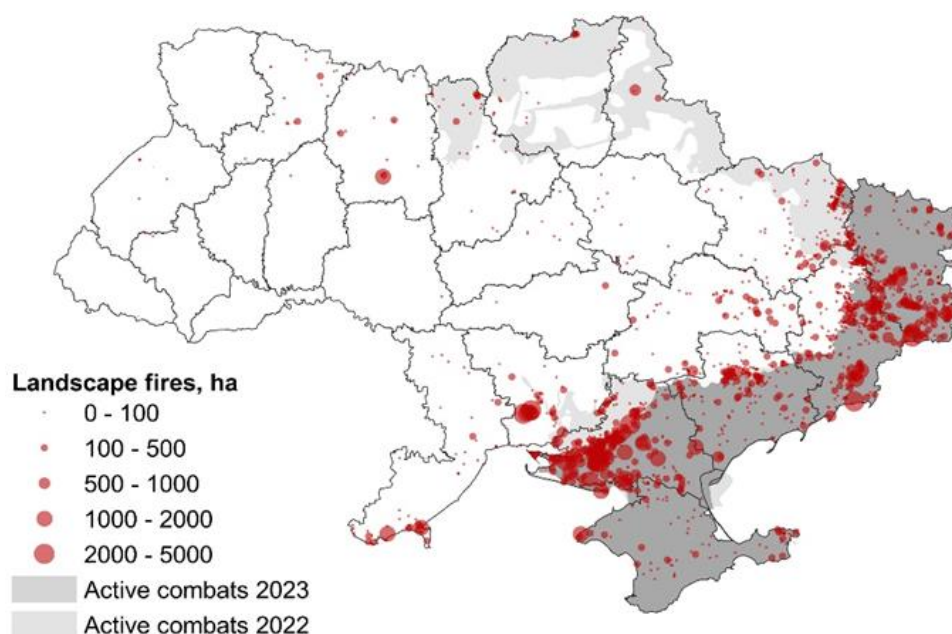 Landscape fires, ha
0 - 100
100 - 500
500 - 1000
1000 - 2000
2000 - 5000
Active combats 2023
Active combats 2022